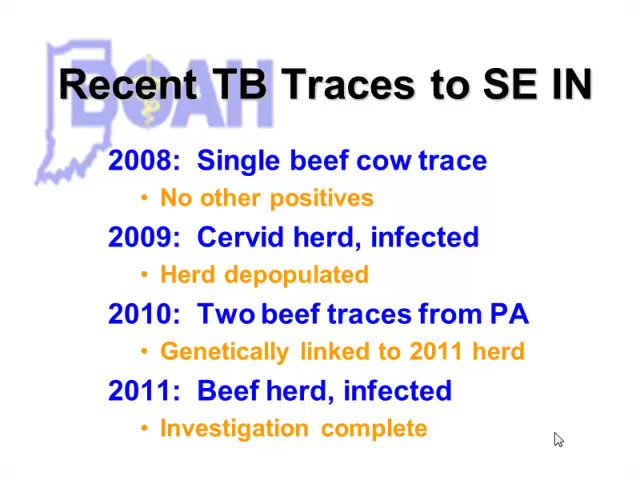 BOAH
Recent TB Traces to SE IN
2008: Single beef cow trace
• No other positives
2009: Cervid herd, infected
• Herd depopulated
2010: Two beef traces from PA
• Genetically linked to 2011 herd
2011: Beef herd, infected
• Investigation complete